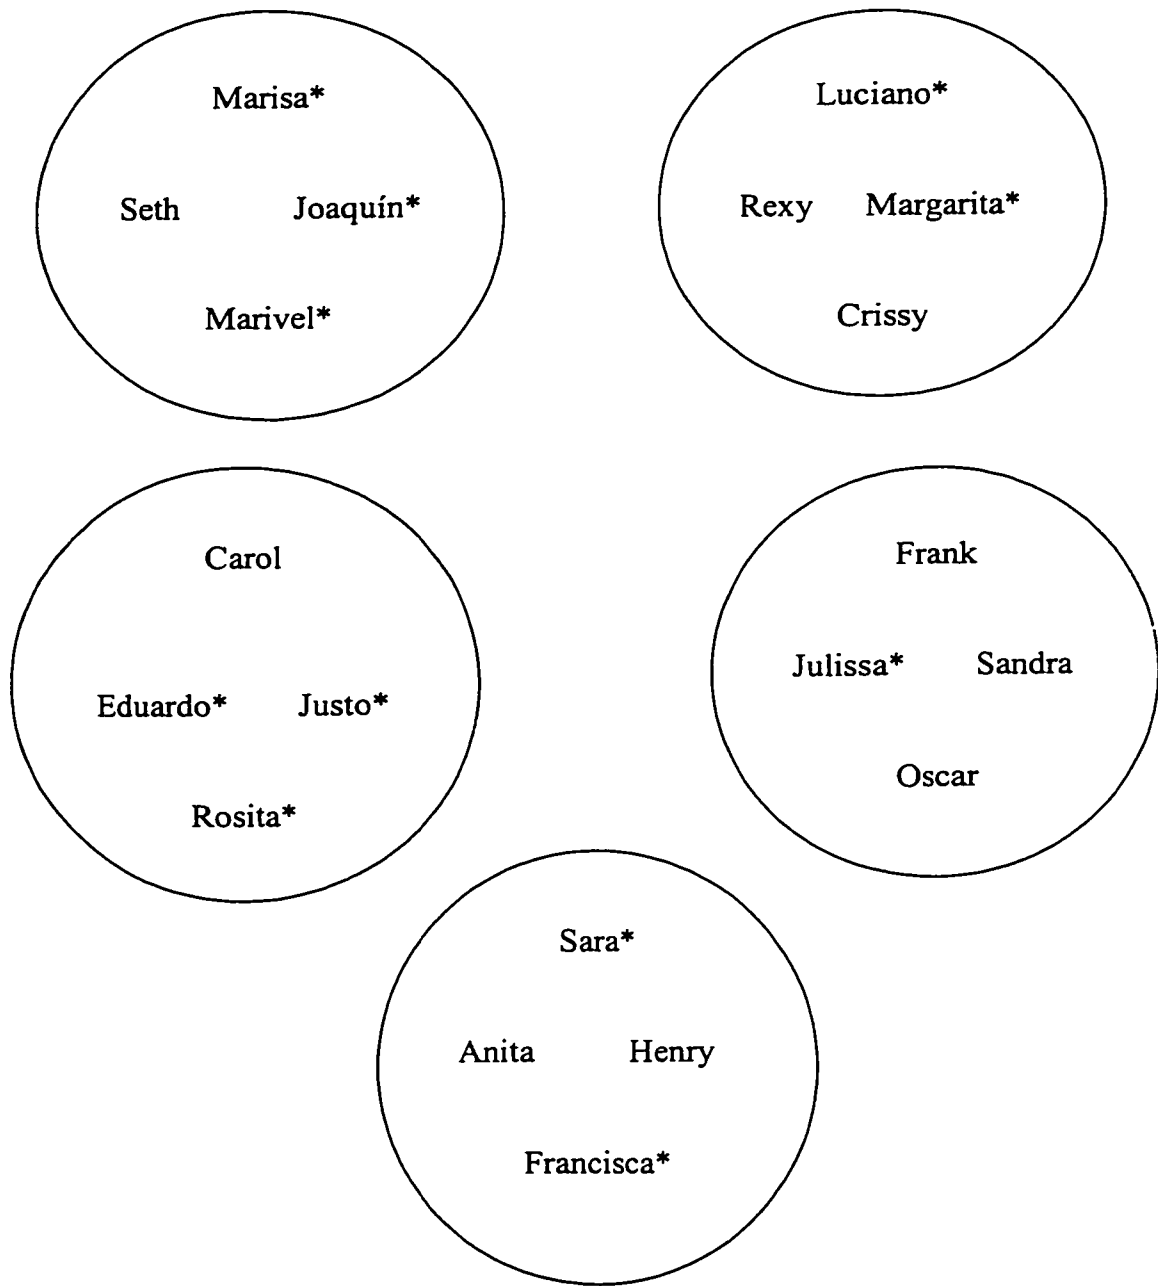 Marisa*
Seth Joaquín*
Marivel*
Luciano*
Rexy Margarita*
Crissy
Carol
Eduardo* Justo*
Rosita*
Frank
Julissa* Sandra
Oscar
Sara*
Anita Henry
Francisca*